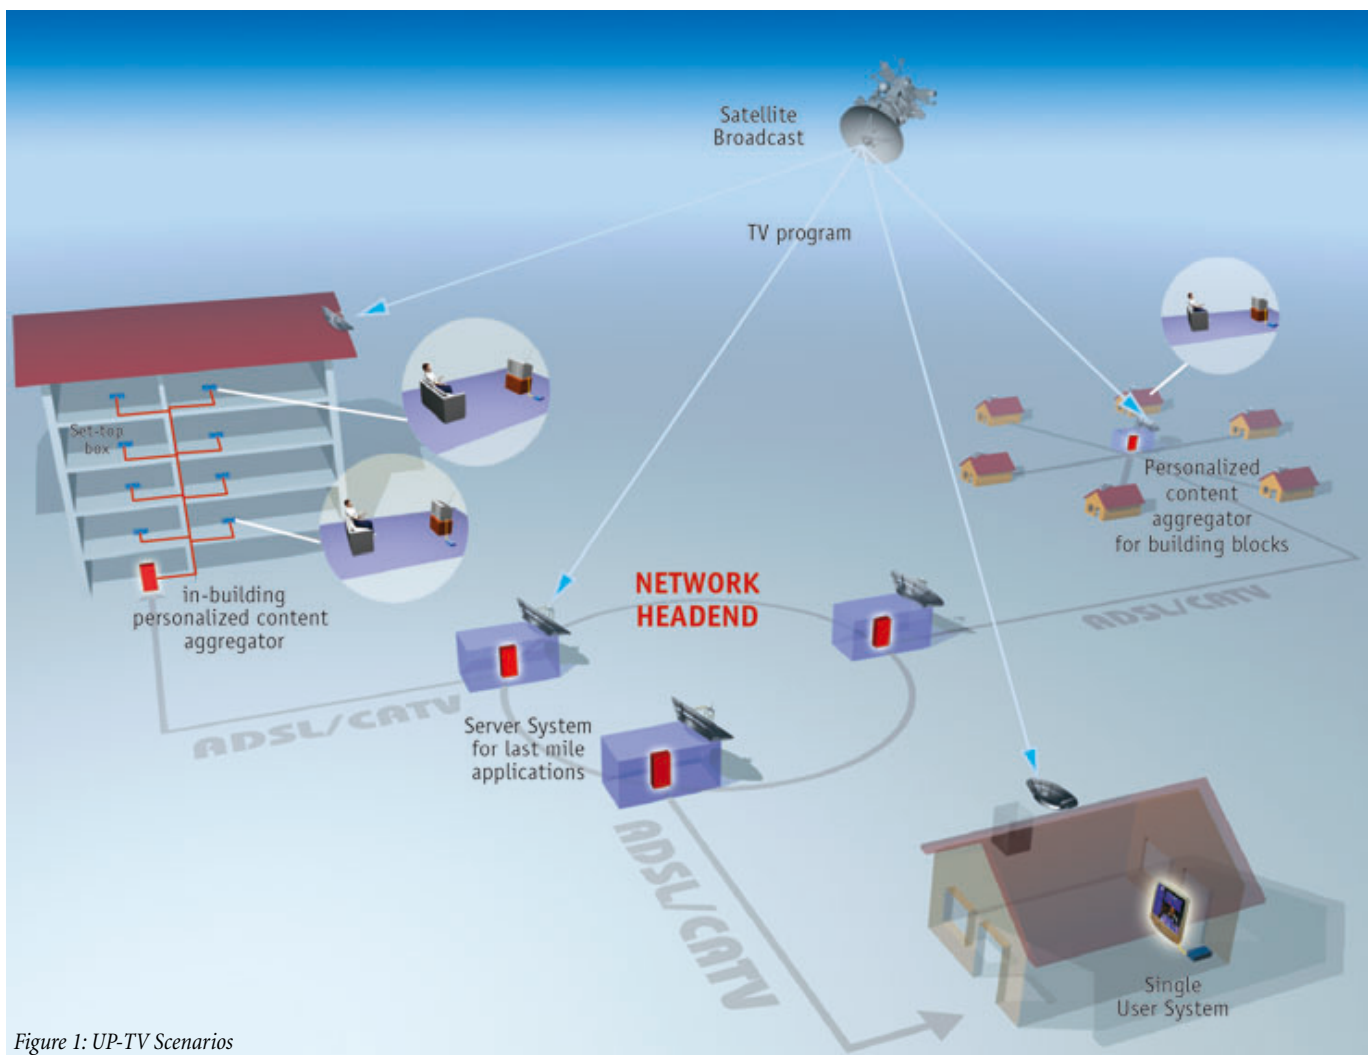 Satellite
Broadcast
TV program
Set-top
box
in-building
personalized content
aggregator
Personalized
content
aggregator
for building blocks
NETWORK
HEADEND
ADSL/CATV
ADSL/CATV
Server System
for last mile
applications
ADSL/CATV
Single
User System
Figure 1: UP-TV Scenarios